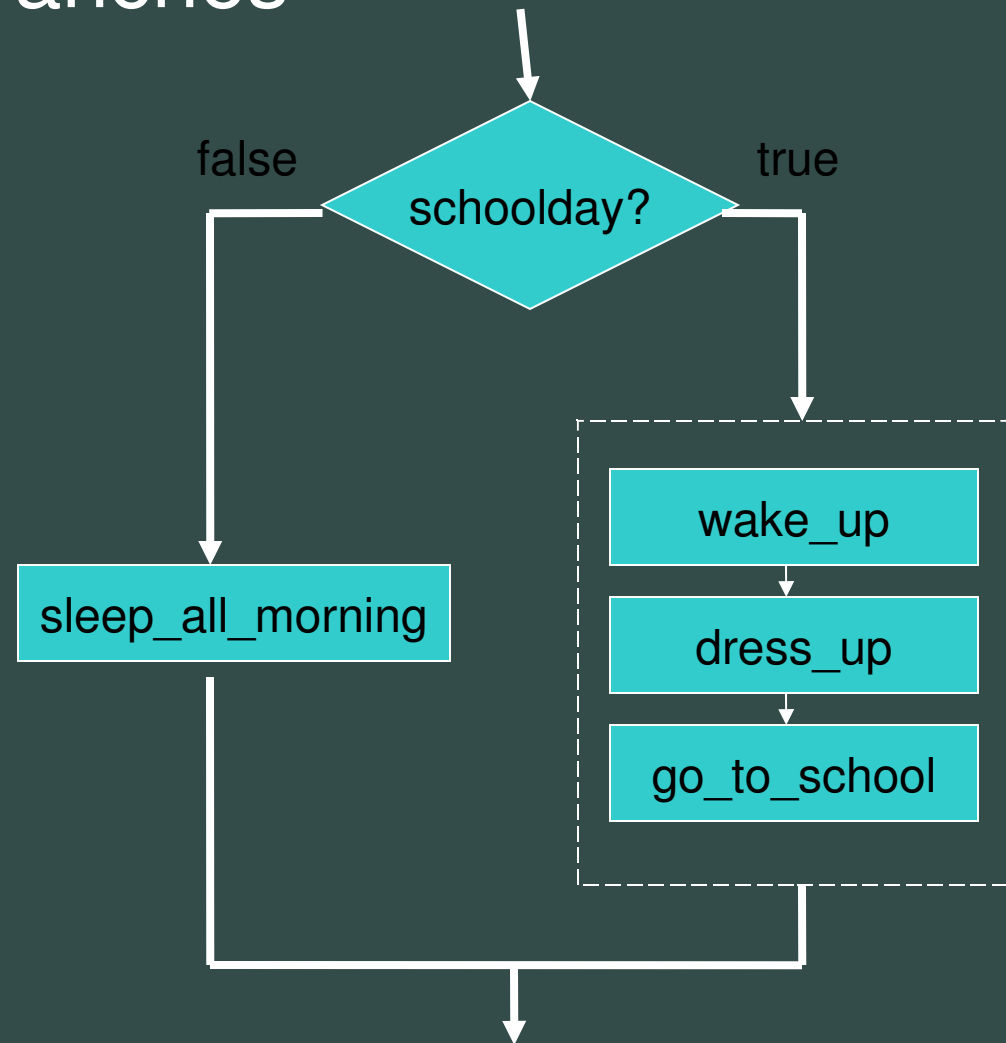 false
true
schoolday?
wake_up
sleep_all_morning
dress_up
go_to_school